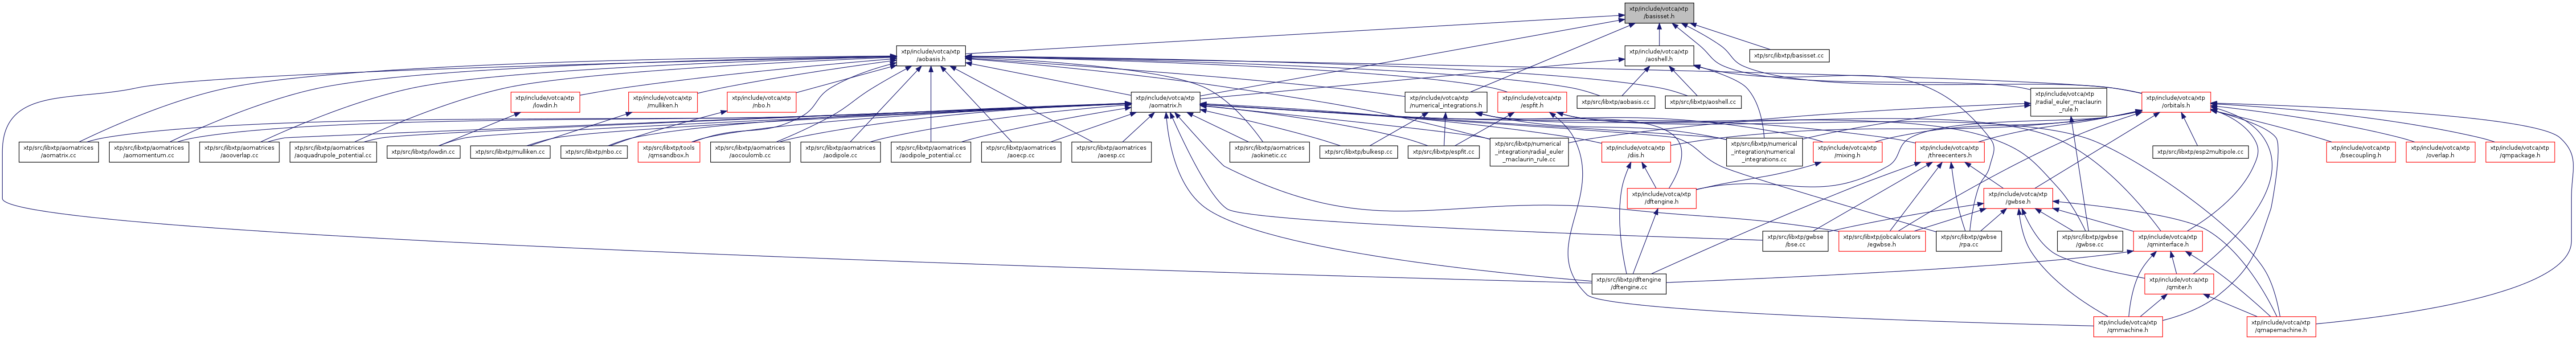 xtp/include/votca/xtp
/basisset.h
xtp/include/votca/xtp
/aobasis.h
xtp/include/votca/xtp
/aoshell.h
xtp/src/libxtp/basisset.cc
xtp/include/votca/xtp
/lowdin.h
xtp/include/votca/xtp
/mulliken.h
xtp/include/votca/xtp
/nbo.h
xtp/include/votca/xtp
/aomatrix.h
xtp/include/votca/xtp
/numerical_integrations.h
xtp/include/votca/xtp
/espfit.h
xtp/src/libxtp/aobasis.cc
xtp/src/libxtp/aoshell.cc
xtp/include/votca/xtp
/radial_euler_maclaurin
_rule.h
xtp/include/votca/xtp
/orbitals.h
xtp/src/libxtp/aomatrices
/aomatrix.cc
xtp/src/libxtp/aomatrices
/aomomentum.cc
xtp/src/libxtp/aomatrices
/aooverlap.cc
xtp/src/libxtp/aomatrices
/aoquadrupole_potential.cc
xtp/src/libxtp/lowdin.cc
xtp/src/libxtp/mulliken.cc
xtp/src/libxtp/nbo.cc
xtp/src/libxtp/tools
/qmsandbox.h
xtp/src/libxtp/aomatrices
/aocoulomb.cc
xtp/src/libxtp/aomatrices
/aodipole.cc
xtp/src/libxtp/aomatrices
/aodipole_potential.cc
xtp/src/libxtp/aomatrices
/aoecp.cc
xtp/src/libxtp/aomatrices
/aoesp.cc
xtp/src/libxtp/aomatrices
/aokinetic.cc
xtp/src/libxtp/bulkesp.cc
xtp/src/libxtp/espfit.cc
xtp/src/libxtp/numerical
_integration/radial_euler
_maclaurin_rule.cc
xtp/include/votca/xtp
/diis.h
xtp/src/libxtp/numerical
_integration/numerical
_integrations.cc
xtp/include/votca/xtp
/mixing.h
xtp/include/votca/xtp
/threecenters.h
xtp/src/libxtp/esp2multipole.cc
xtp/include/votca/xtp
/bsecoupling.h
xtp/include/votca/xtp
/overlap.h
xtp/include/votca/xtp
/qmpackage.h
xtp/include/votca/xtp
/dftengine.h
xtp/include/votca/xtp
/gwbse.h
xtp/src/libxtp/gwbse
/bse.cc
xtp/src/libxtp/jobcalculators
/egwbse.h
xtp/src/libxtp/gwbse
/rpa.cc
xtp/src/libxtp/gwbse
/gwbse.cc
xtp/include/votca/xtp
/qminterface.h
xtp/src/libxtp/dftengine
/dftengine.cc
xtp/include/votca/xtp
/qmiter.h
xtp/include/votca/xtp
/qmmachine.h
xtp/include/votca/xtp
/qmapemachine.h